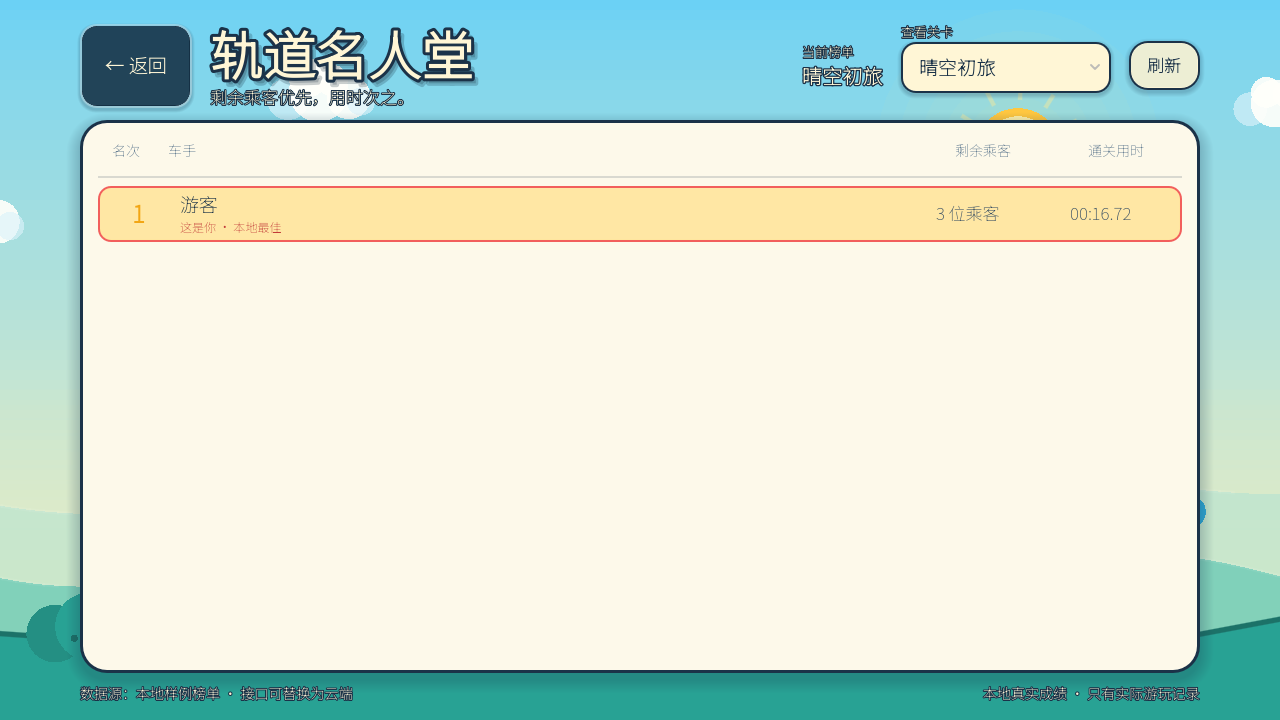 ← 返回
轨道名人堂
剩余乘客优先，用时次之。
当前榜单
晴空初旅
查看关卡
晴空初旅
刷新
名次 车手 剩余乘客 通关用时
1 游客 3 位乘客 00:16.72
这是你 · 本地最佳
数据源：本地样例榜单 · 接口可替换为云端
本地真实成绩 · 只有实际游玩记录